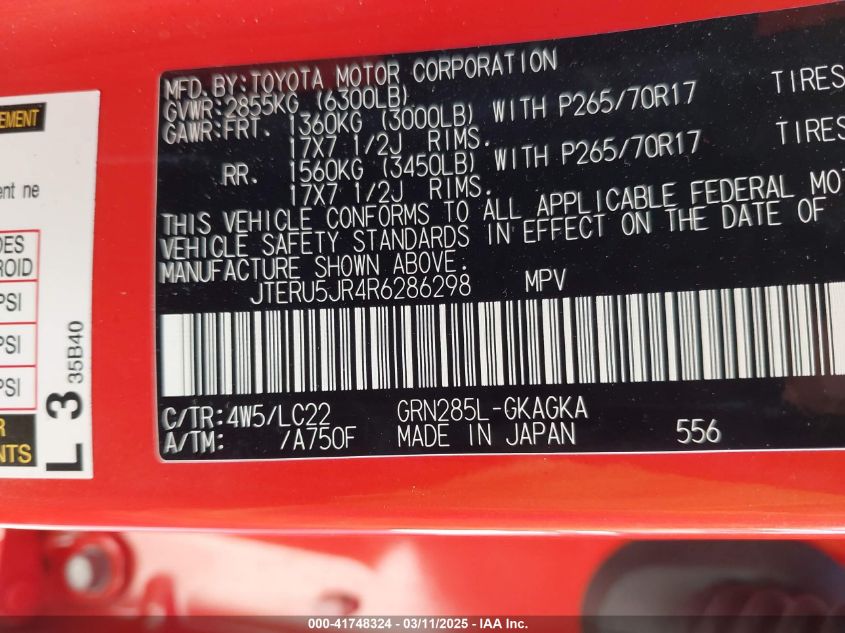 MFD.BY:TOYOTA MOTOR CORPORATION
GVWR:2855KG (6300LB)
GAWR:FRT. 1360KG (3000LB) WITH P265/70R17 TIRES
17X7 1/2J RIMS.
RR. 1560KG (3450LB) WITH P265/70R17 TIRES
17X7 1/2J RIMS.
THIS VEHICLE CONFORMS TO ALL APPLICABLE FEDERAL MOT
VEHICLE SAFETY STANDARDS IN EFFECT ON THE DATE OF
MANUFACTURE SHOWN ABOVE.
JTERU5JR4R6286298 MPV
C/TR:4W5/LC22 GRN285L-GKAGKA
A/TM: /A750F MADE IN JAPAN 556
EMENT
ent ne
DES
ROID
PSI
PSI
PSI
R
NTS
L 3 35B40
000-41748324 - 03/11/2025 - IAA Inc.